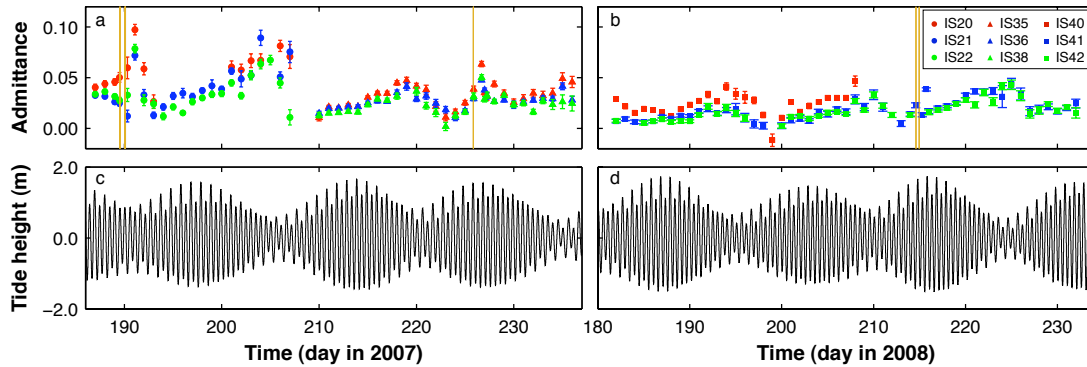 a
b
IS20 IS35 IS40
IS21 IS36 IS41
IS22 IS38 IS42
Admittance
0.10
0.05
0.00
c
d
Tide height (m)
2.0
0.0
-2.0
190 200 210 220 230
180 190 200 210 220 230
Time (day in 2007)
Time (day in 2008)